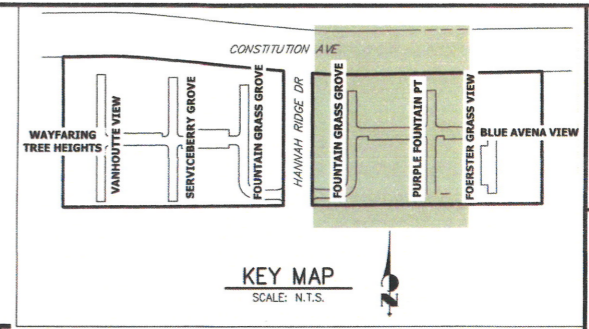 CONSTITUTION AVE
WAYFARING
TREE HEIGHTS
VANHOUTTE VIEW
SERVICEBERRY GROVE
FOUNTAIN GRASS GROVE
HANNAH RIDGE DR
FOUNTAIN GRASS GROVE
PURPLE FOUNTAIN PT
FOERSTER GRASS VIEW
BLUE AVENA VIEW
KEY MAP
SCALE: N.T.S.
N